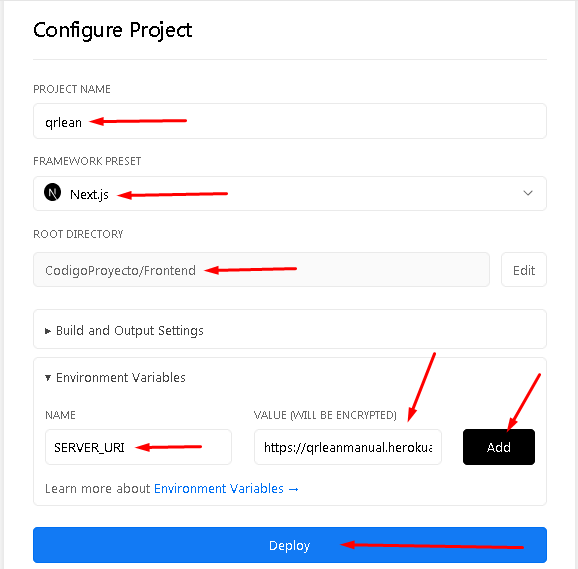 Configure Project
PROJECT NAME
qrlean
FRAMEWORK PRESET
N Next.js
ROOT DIRECTORY
CodigoProyecto/Frontend Edit
▸ Build and Output Settings
▾ Environment Variables
NAME VALUE (WILL BE ENCRYPTED)
SERVER_URI https://qrleanmanual.heroku Add
Learn more about Environment Variables →
Deploy